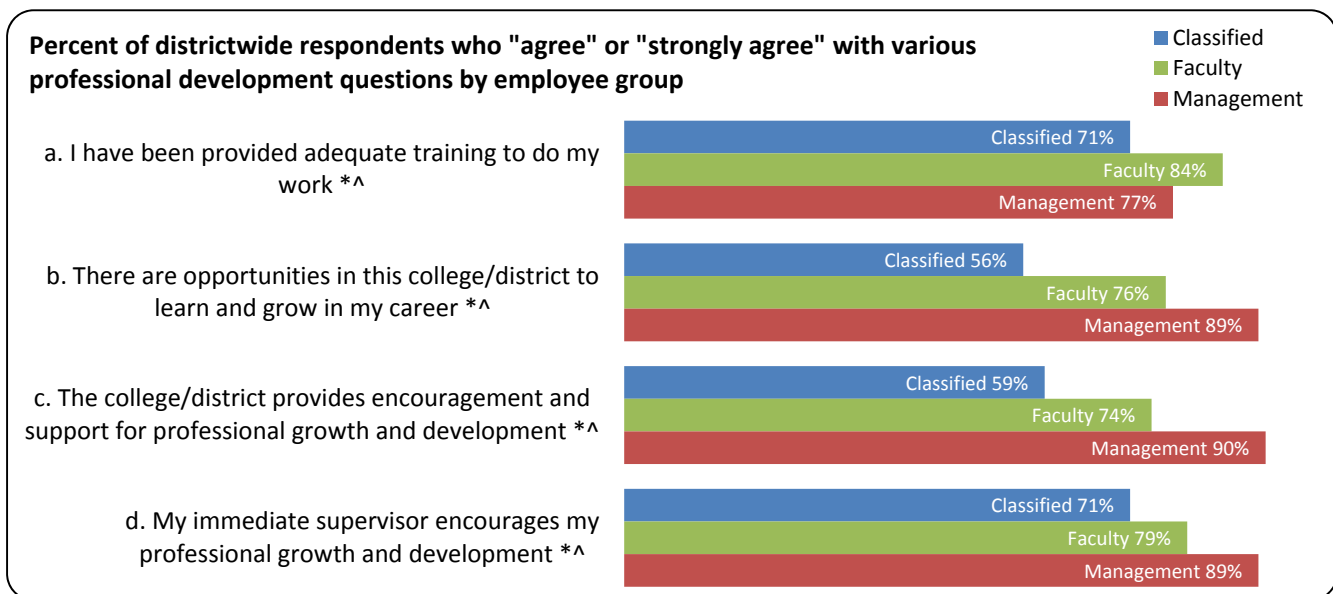 Percent of districtwide respondents who "agree" or "strongly agree" with various
professional development questions by employee group
Classified
Faculty
Management
a. I have been provided adequate training to do my
work *^
Classified 71%
Faculty 84%
Management 77%
b. There are opportunities in this college/district to
learn and grow in my career *^
Classified 56%
Faculty 76%
Management 89%
c. The college/district provides encouragement and
support for professional growth and development *^
Classified 59%
Faculty 74%
Management 90%
d. My immediate supervisor encourages my
professional growth and development *^
Classified 71%
Faculty 79%
Management 89%